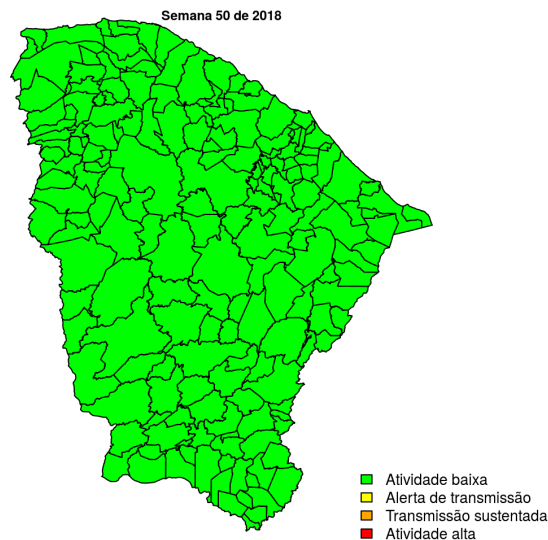 Semana 50 de 2018
Atividade baixa
Alerta de transmissão
Transmissão sustentada
Atividade alta